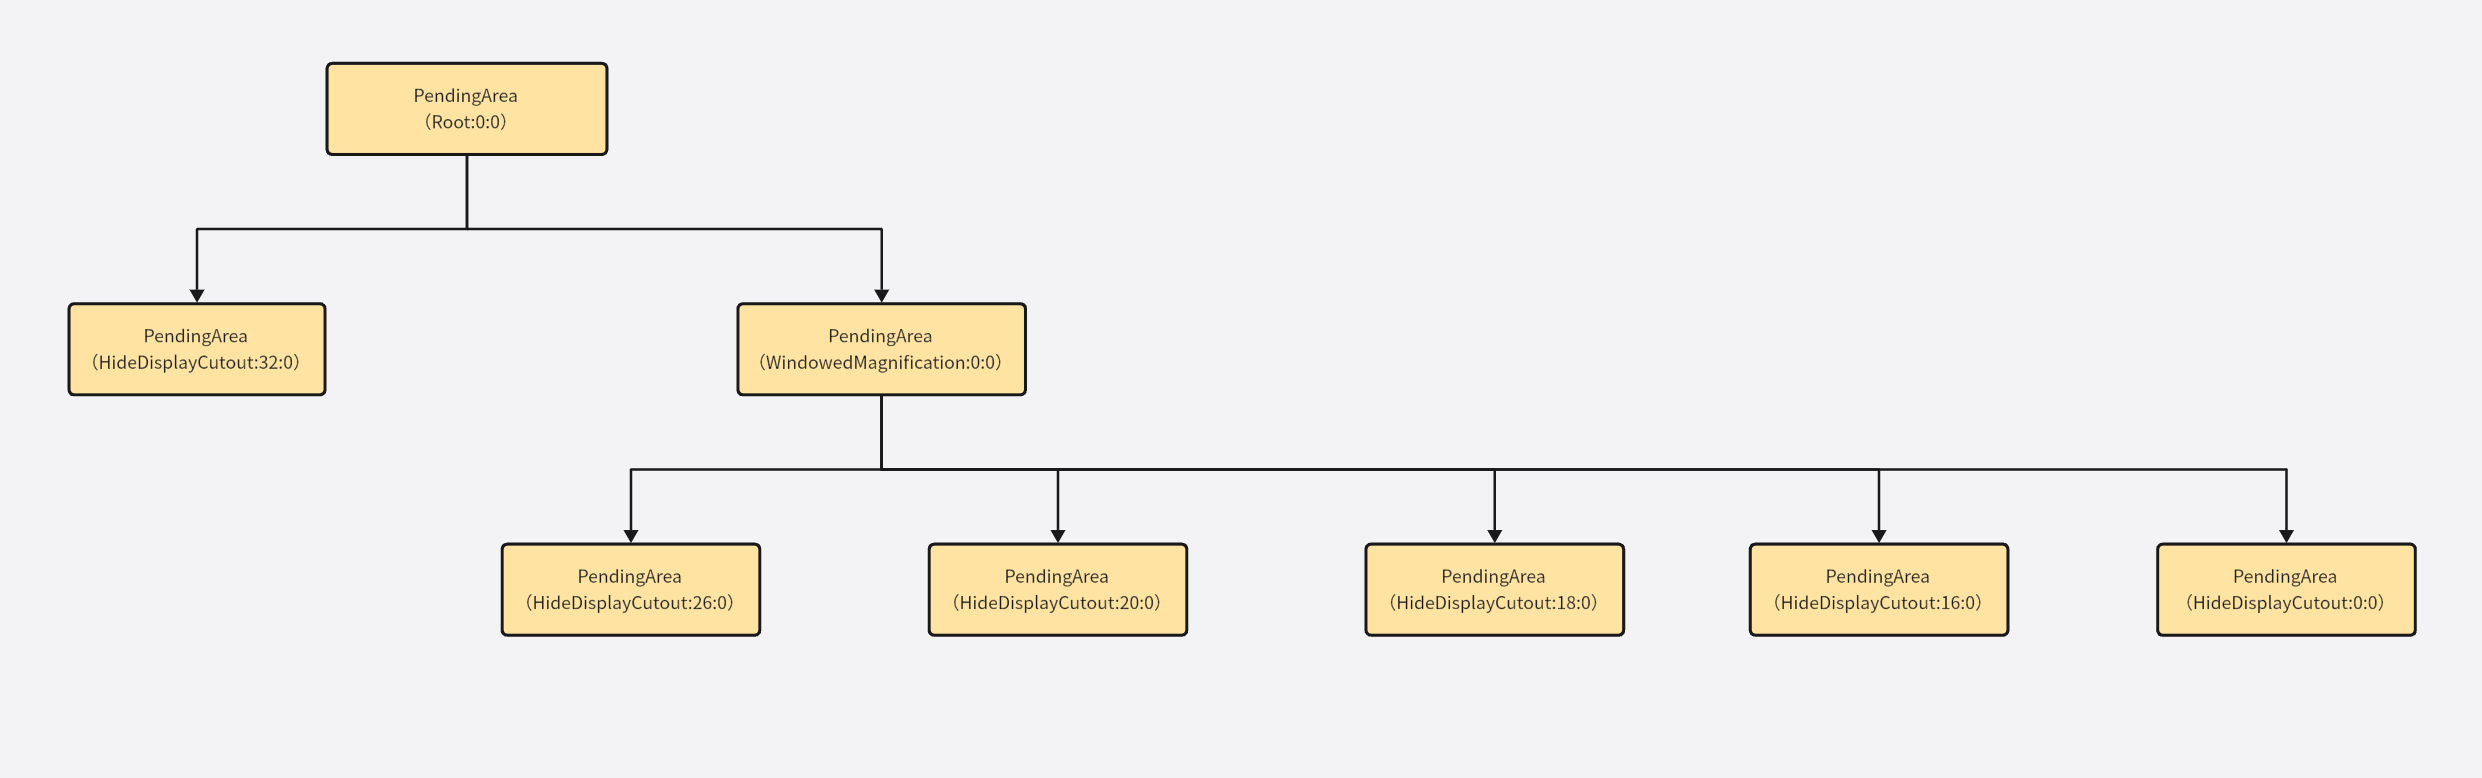 PendingArea
（Root:0:0）
PendingArea
（HideDisplayCutout:32:0）
PendingArea
（WindowedMagnification:0:0）
PendingArea
（HideDisplayCutout:26:0）
PendingArea
（HideDisplayCutout:20:0）
PendingArea
（HideDisplayCutout:18:0）
PendingArea
（HideDisplayCutout:16:0）
PendingArea
（HideDisplayCutout:0:0）